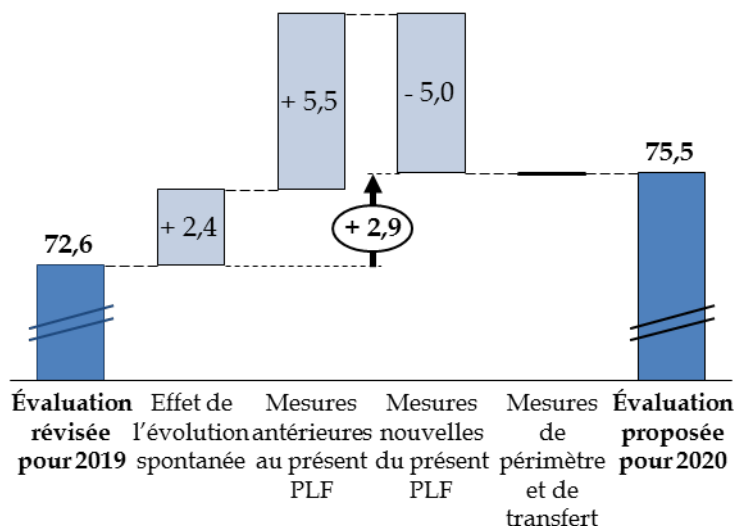 + 5,5
- 5,0
75,5
+ 2,4
+ 2,9
72,6
Évaluation
révisée
pour 2019
Effet de
l'évolution
spontanée
Mesures
antérieures
au présent
PLF
Mesures
nouvelles
du présent
PLF
Mesures
de
périmètre
et de
transfert
Évaluation
proposée
pour 2020